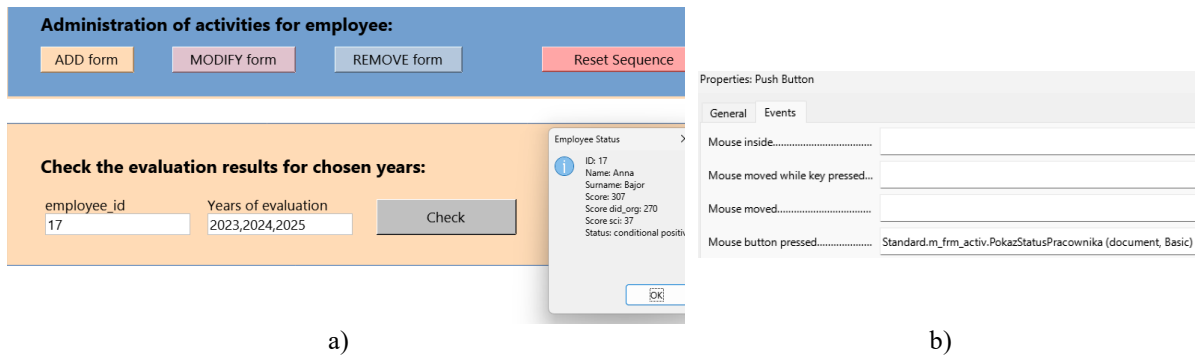 Administration of activities for employee:
ADD form MODIFY form REMOVE form Reset Sequence
Check the evaluation results for chosen years:
employee_id Years of evaluation
17 2023,2024,2025 Check
Employee Status
ID: 17
Name: Anna
Surname: Bajor
Score: 307
Score did_org: 270
Score sci: 37
Status: conditional positiv
OK
a)
Properties: Push Button
General Events
Mouse inside...................................
Mouse moved while key pressed...
Mouse moved.................................
Mouse button pressed.................... Standard.m_frm_activ.PokazStatusPracownika (document, Basic)
b)